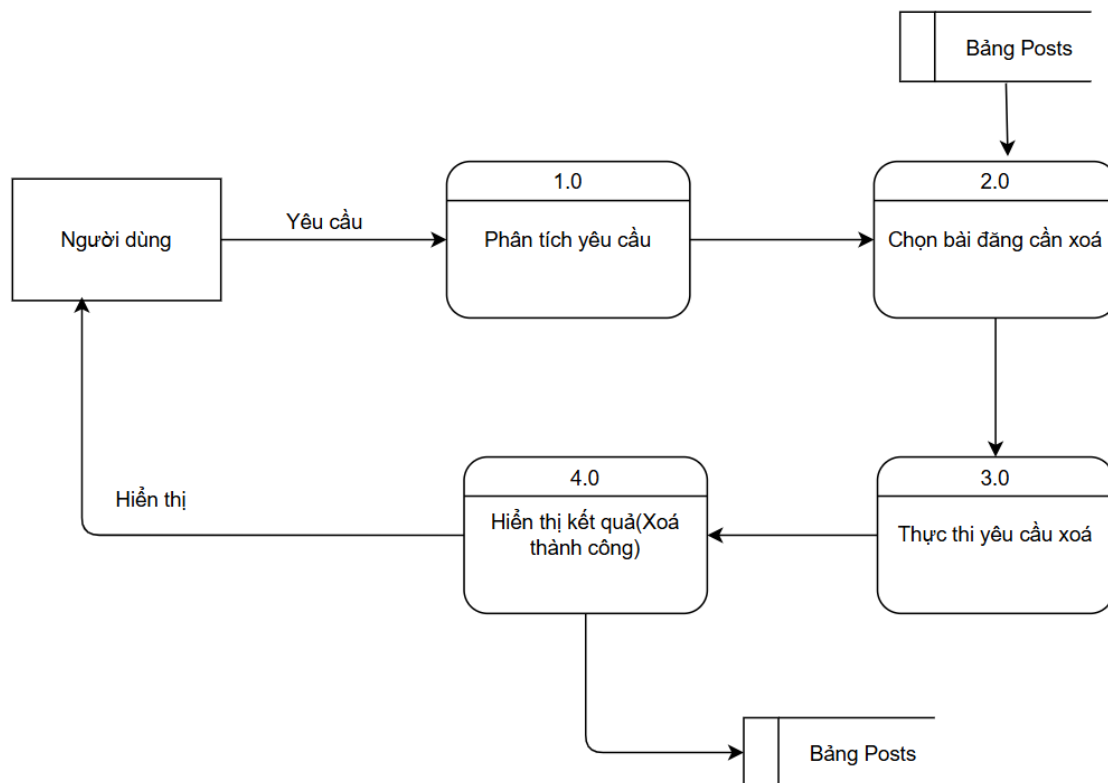 Bảng Posts
1.0
2.0
Yêu cầu
Người dùng
Phân tích yêu cầu
Chọn bài đăng cần xoá
4.0
3.0
Hiển thị
Hiển thị kết quả(Xoá
thành công)
Thực thi yêu cầu xoá
Bảng Posts